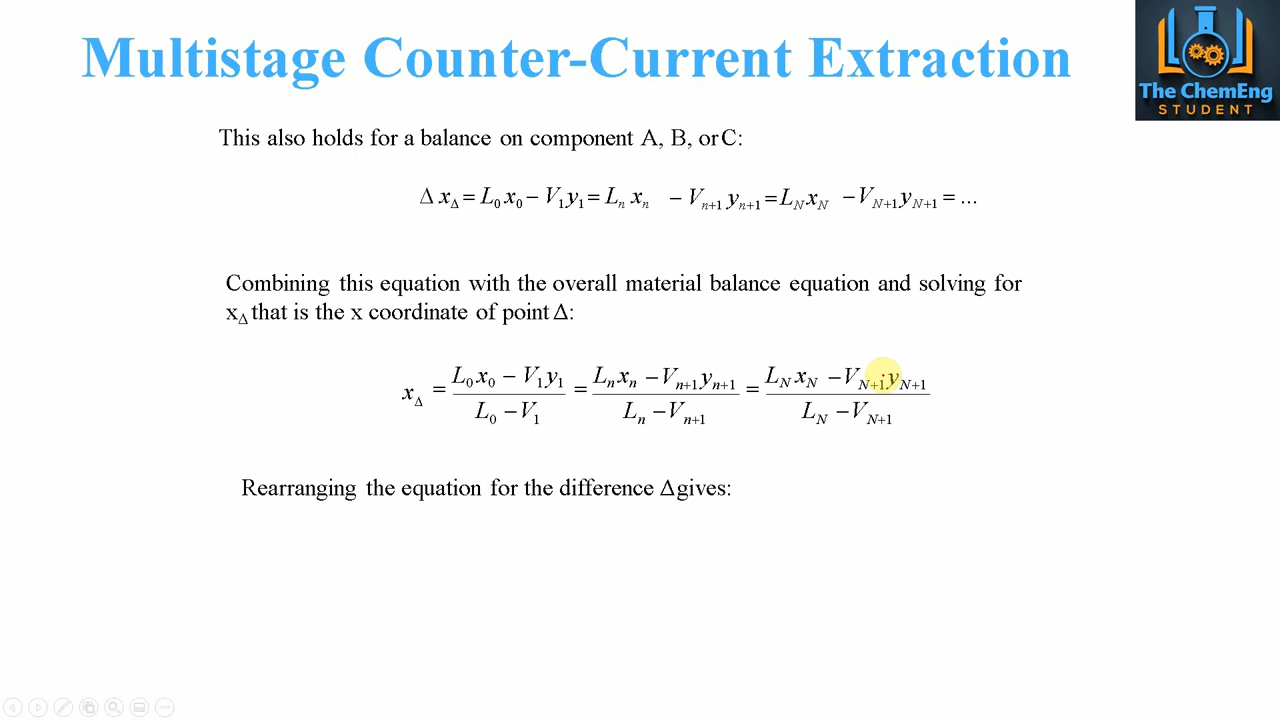 Multistage Counter-Current Extraction
The ChemEng
STUDENT
This also holds for a balance on component A, B, or C:
Δ x_Δ = L_0 x_0 − V_1 y_1 = L_n x_n − V_{n+1} y_{n+1} = L_N x_N − V_{N+1} y_{N+1} = ...
Combining this equation with the overall material balance equation and solving for
x_Δ that is the x coordinate of point Δ:
x_Δ = \frac{L_0 x_0 − V_1 y_1}{L_0 − V_1} = \frac{L_n x_n − V_{n+1} y_{n+1}}{L_n − V_{n+1}} = \frac{L_N x_N − V_{N+1} y_{N+1}}{L_N − V_{N+1}}
Rearranging the equation for the difference Δ gives: